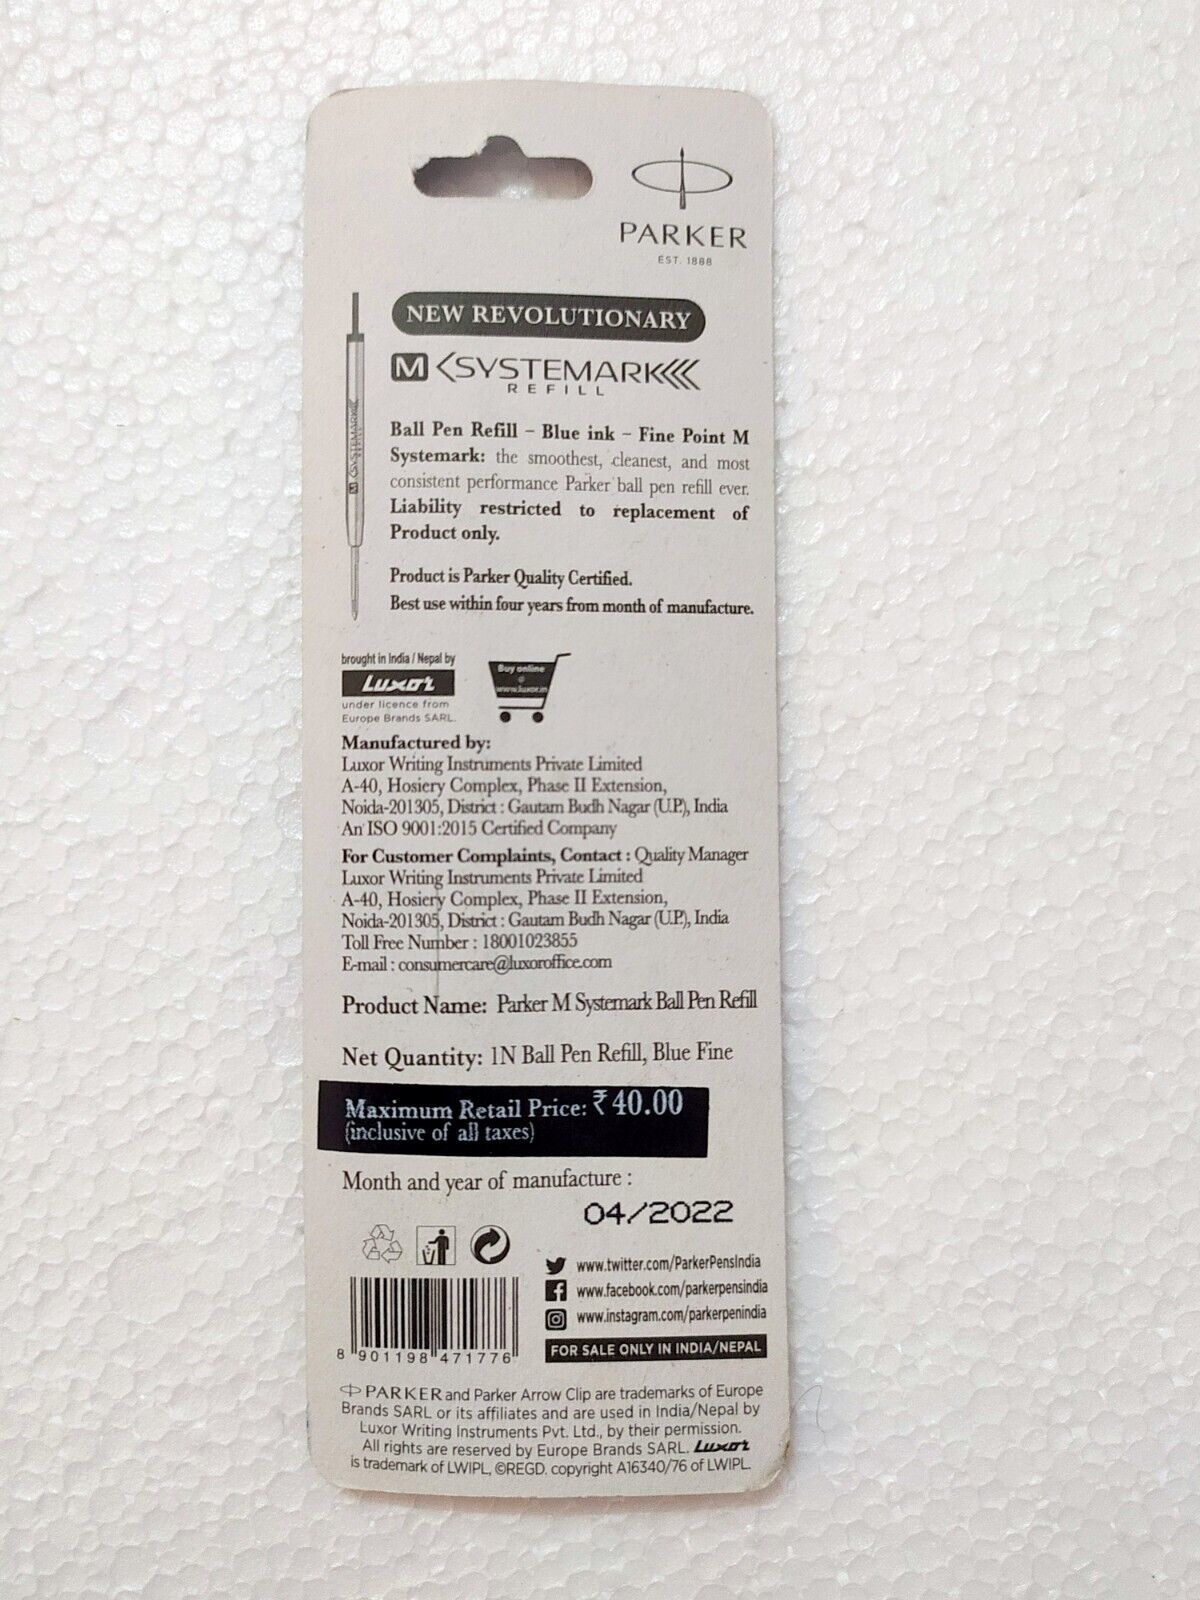 PARKER
EST. 1888
NEW REVOLUTIONARY
M SYSTEMARK
REFILL
Ball Pen Refill – Blue ink – Fine Point M
Systemark: the smoothest, cleanest, and most
consistent performance Parker ball pen refill ever.
Liability restricted to replacement of
Product only.
Product is Parker Quality Certified.
Best use within four years from month of manufacture.
M SYSTEMARK
brought in India / Nepal by
Luxor
under licence from
Europe Brands SARL.
Buy online
@
www.luxor.in
Manufactured by:
Luxor Writing Instruments Private Limited
A-40, Hosiery Complex, Phase II Extension,
Noida-201305, District : Gautam Budh Nagar (U.P.), India
An ISO 9001:2015 Certified Company
For Customer Complaints, Contact : Quality Manager
Luxor Writing Instruments Private Limited
A-40, Hosiery Complex, Phase II Extension,
Noida-201305, District : Gautam Budh Nagar (U.P.), India
Toll Free Number : 18001023855
E-mail : consumercare@luxoroffice.com
Product Name: Parker M Systemark Ball Pen Refill
Net Quantity: 1N Ball Pen Refill, Blue Fine
Maximum Retail Price: ₹ 40.00
(inclusive of all taxes)
Month and year of manufacture :
04/2022
www.twitter.com/ParkerPensIndia
www.facebook.com/parkerpensindia
www.instagram.com/parkerpenindia
FOR SALE ONLY IN INDIA/NEPAL
8 901198 471776
PARKER and Parker Arrow Clip are trademarks of Europe
Brands SARL or its affiliates and are used in India/Nepal by
Luxor Writing Instruments Pvt. Ltd., by their permission.
All rights are reserved by Europe Brands SARL. Luxor
is trademark of LWIPL, ©REGD. copyright A16340/76 of LWIPL.